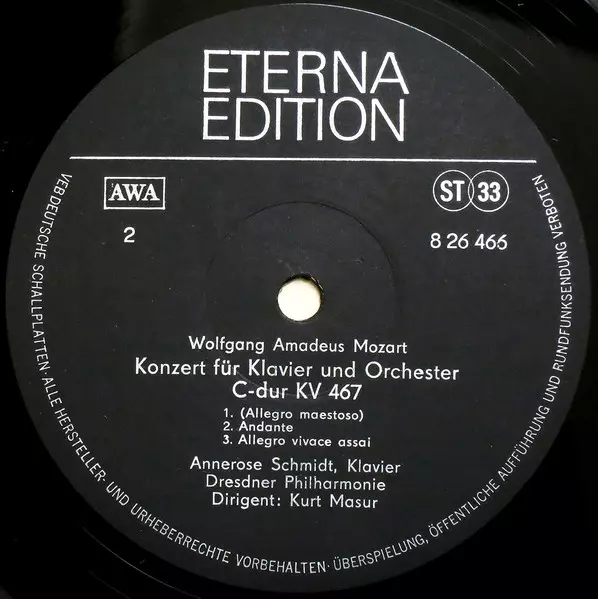 ETERNA
EDITION
AWA
ST 33
2
8 26 466
Wolfgang Amadeus Mozart
Konzert für Klavier und Orchester
C-dur KV 467
1. (Allegro maestoso)
2. Andante
3. Allegro vivace assai
Annerose Schmidt, Klavier
Dresdner Philharmonie
Dirigent: Kurt Masur
VEB DEUTSCHE SCHALLPLATTEN · ALLE HERSTELLER- UND URHEBERRECHTE VORBEHALTEN · ÜBERSPIELUNG, ÖFFENTLICHE AUFFÜHRUNG UND RUNDFUNKSENDUNG VERBOTEN